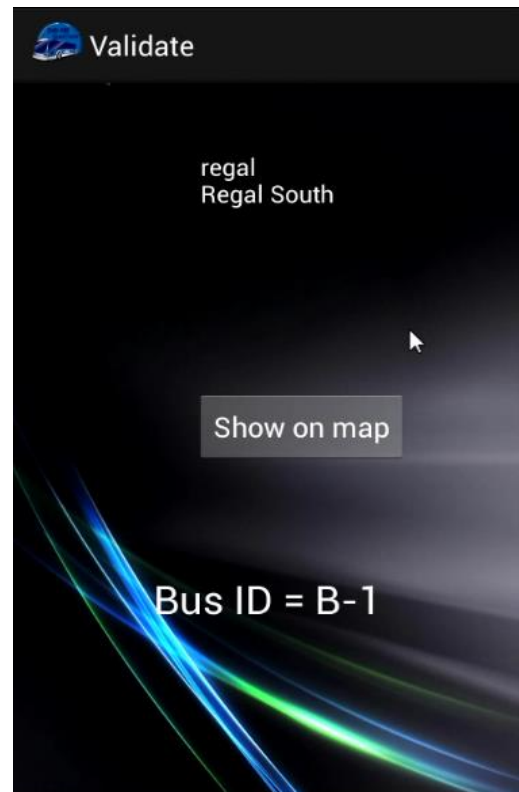 Validate
regal
Regal South
Show on map
Bus ID = B-1